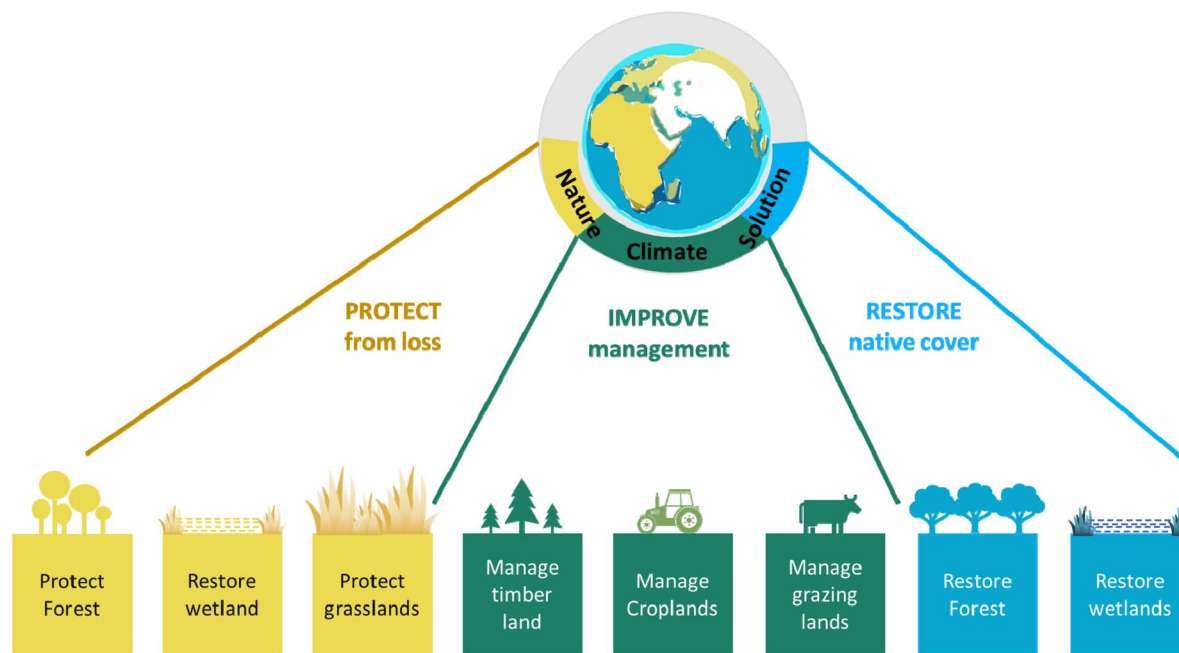 Nature
Climate
Solution
PROTECT
from loss
IMPROVE
management
RESTORE
native cover
Protect
Forest
Restore
wetland
Protect
grasslands
Manage
timber
land
Manage
Croplands
Manage
grazing
lands
Restore
Forest
Restore
wetlands